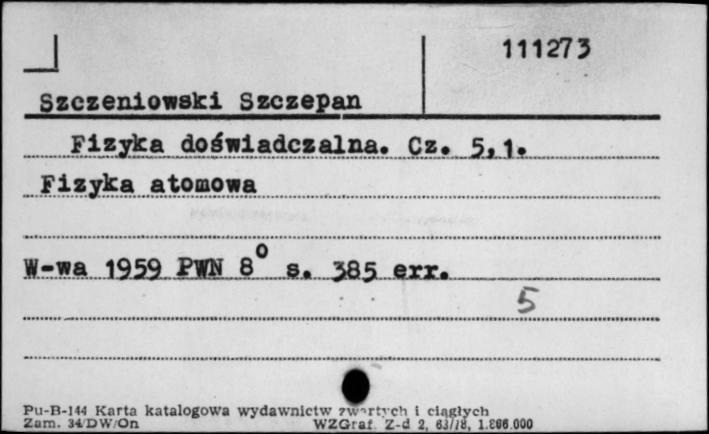 111273
Szczeniowski Szczepan
Fizyka doświadczalna. Cz. 5,1.
Fizyka atomowa
W-wa 1959 PWN 8° s. 385 err.
5
Pu-B-144 Karta katalogowa wydawnictw zwartych i ciągłych
Zam. 34/DW/On WZGraf. Z-d 2, 63/78, 1.866.000